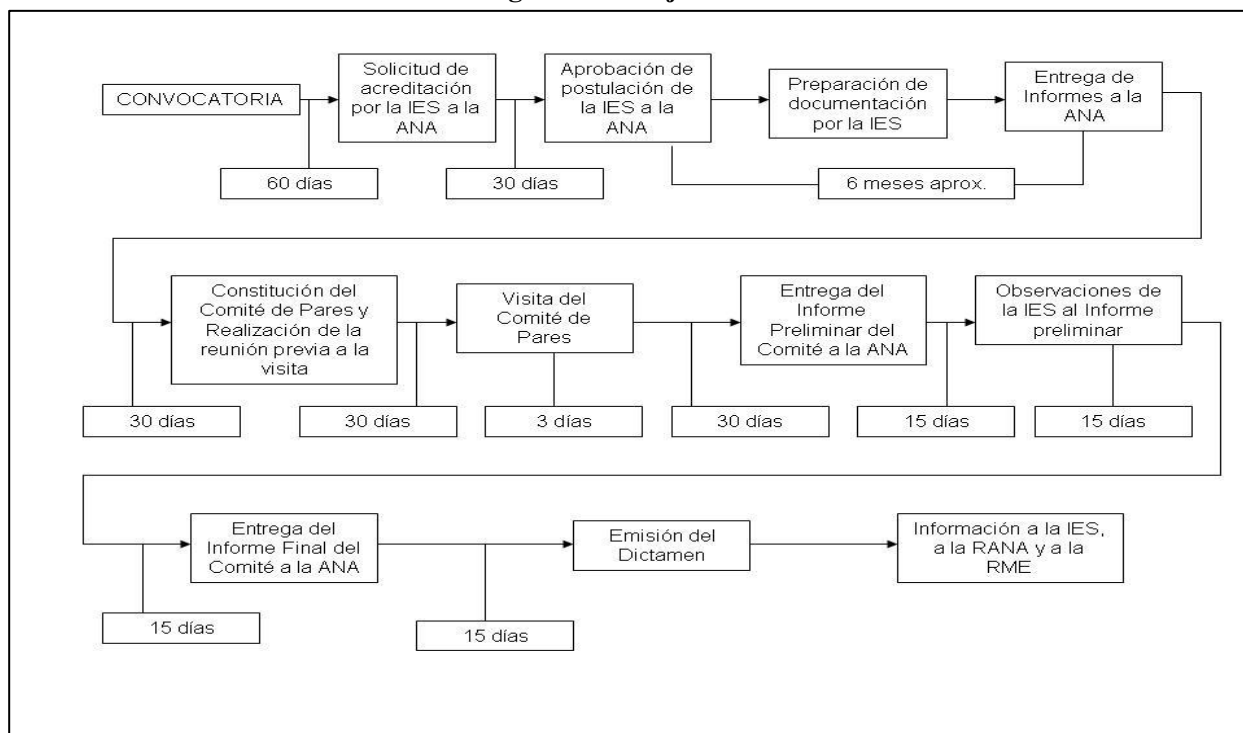 CONVOCATORIA
Solicitud de
acreditación
por la IES a la
ANA
Aprobación de
postulación de
la IES a la
ANA
Preparación de
documentación
por la IES
Entrega de
Informes a la
ANA
60 días
30 días
6 meses aprox.
Constitución del
Comité de Pares y
Realización de la
reunión previa a la
visita
Visita del
Comité de
Pares
Entrega del
Informe
Preliminar del
Comité a la ANA
Observaciones de
la IES al Informe
preliminar
30 días
30 días
3 días
30 días
15 días
15 días
Entrega del
Informe Final del
Comité a la ANA
Emisión del
Dictamen
Información a la IES,
a la RANA y a la
RME
15 días
15 días